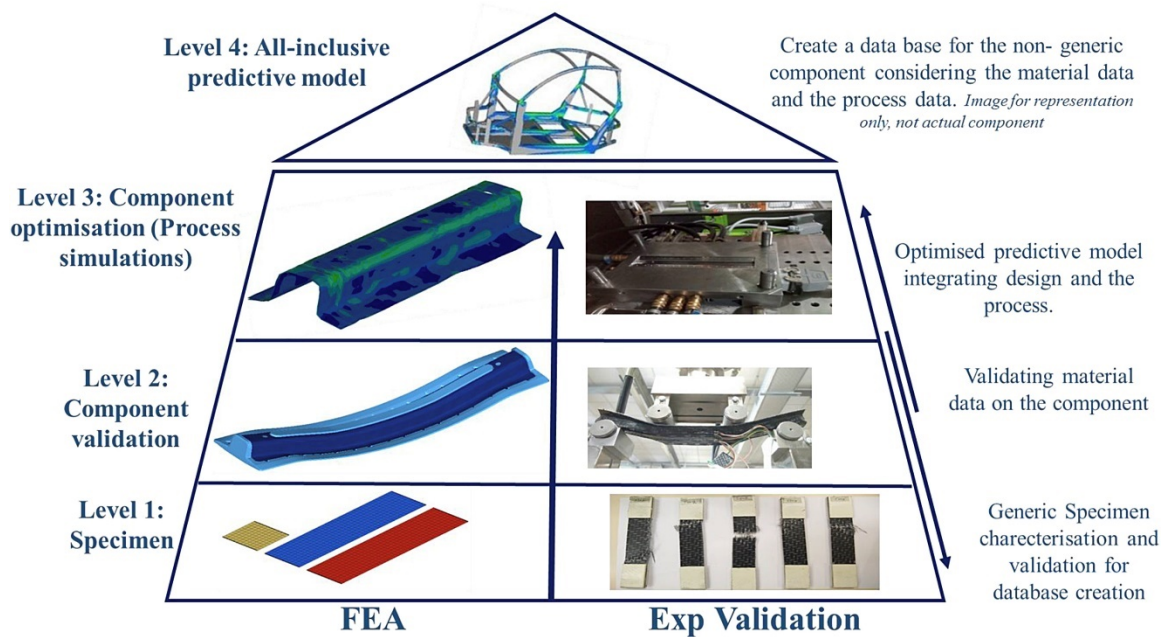 Level 4: All-inclusive
predictive model
Create a data base for the non- generic
component considering the material data
and the process data. Image for representation
only, not actual component
Level 3: Component
optimisation (Process
simulations)
Optimised predictive model
integrating design and the
process.
Level 2:
Component
validation
Validating material
data on the component
Level 1:
Specimen
Generic Specimen
charecterisation and
validation for
database creation
FEA
Exp Validation